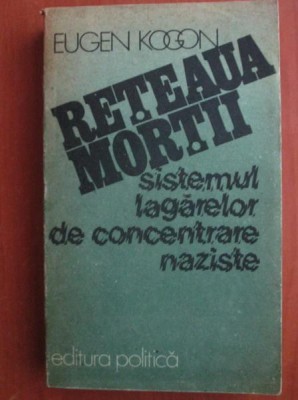 EUGEN KOGON
REȚEAUA
MORȚII
sistemul
lagărelor
de concentrare
naziste
editura politică